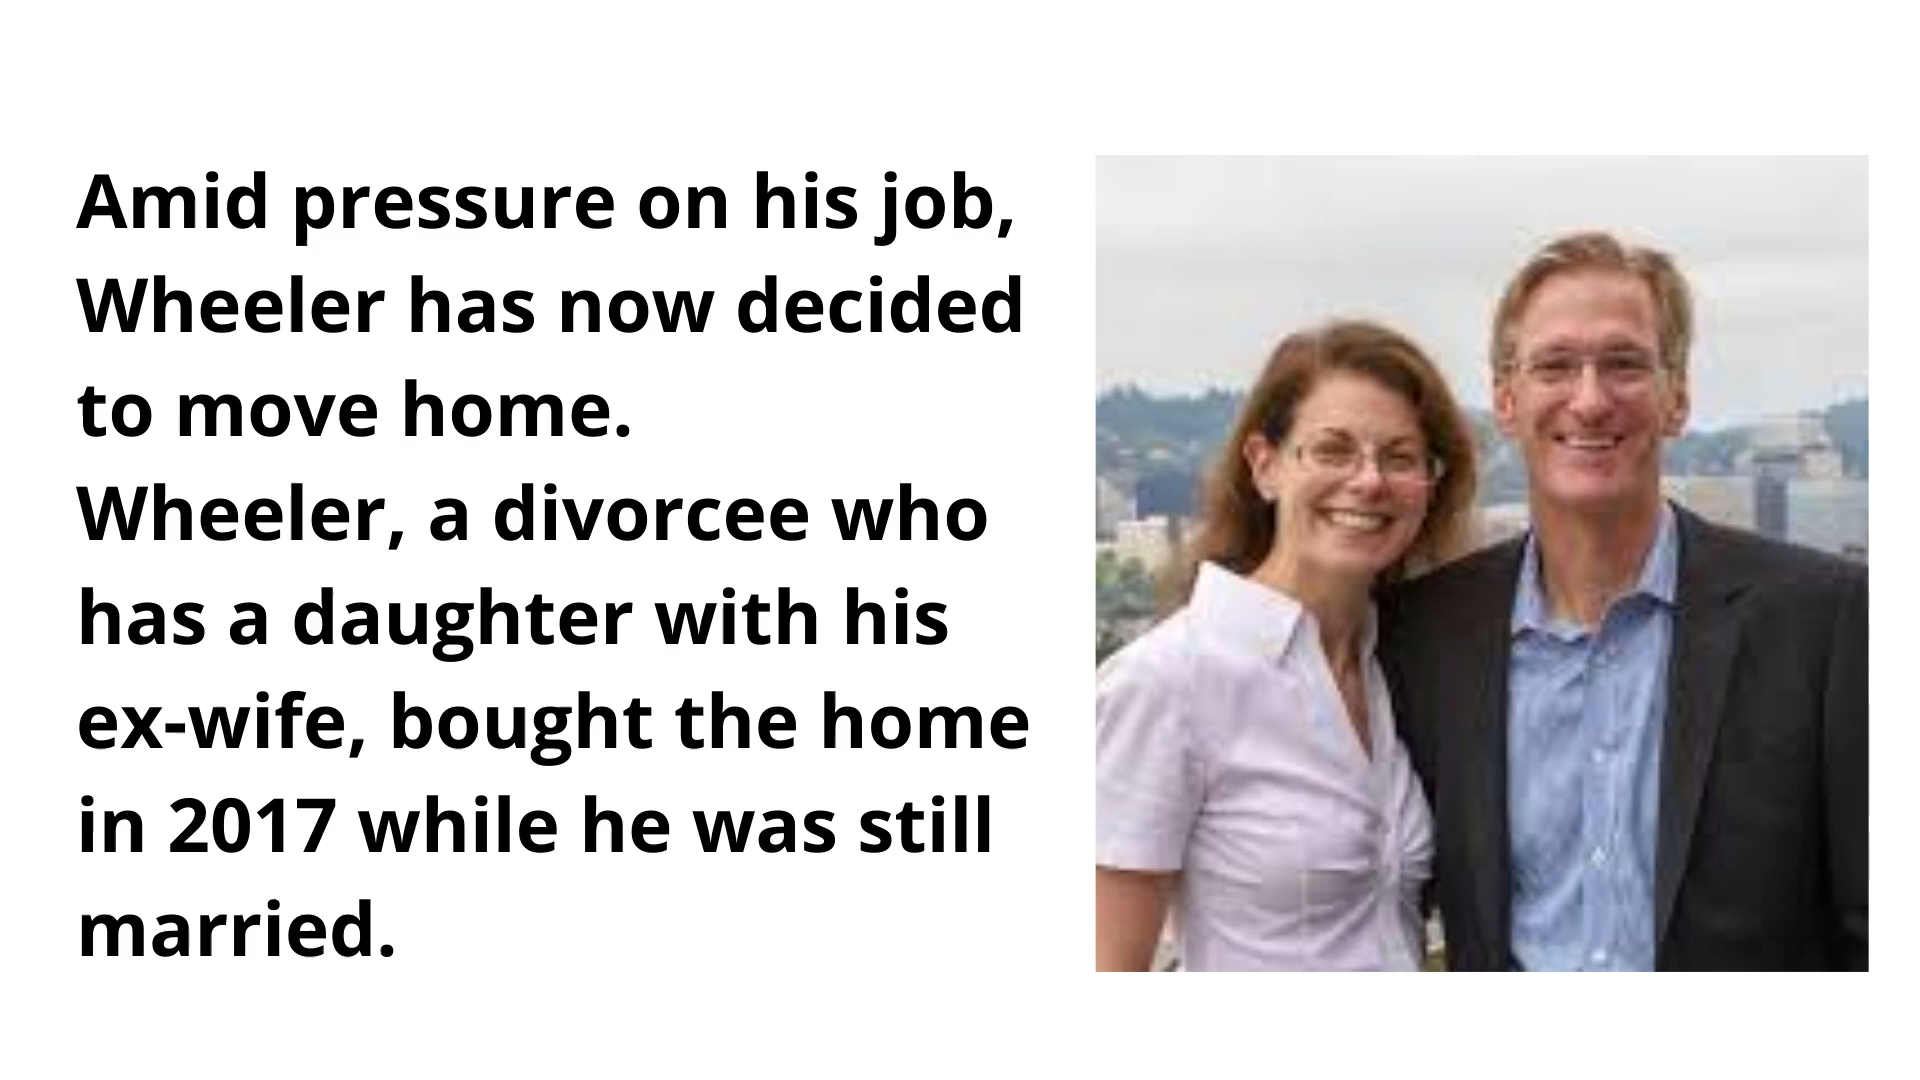 Amid pressure on his job,
Wheeler has now decided
to move home.
Wheeler, a divorcee who
has a daughter with his
ex-wife, bought the home
in 2017 while he was still
married.